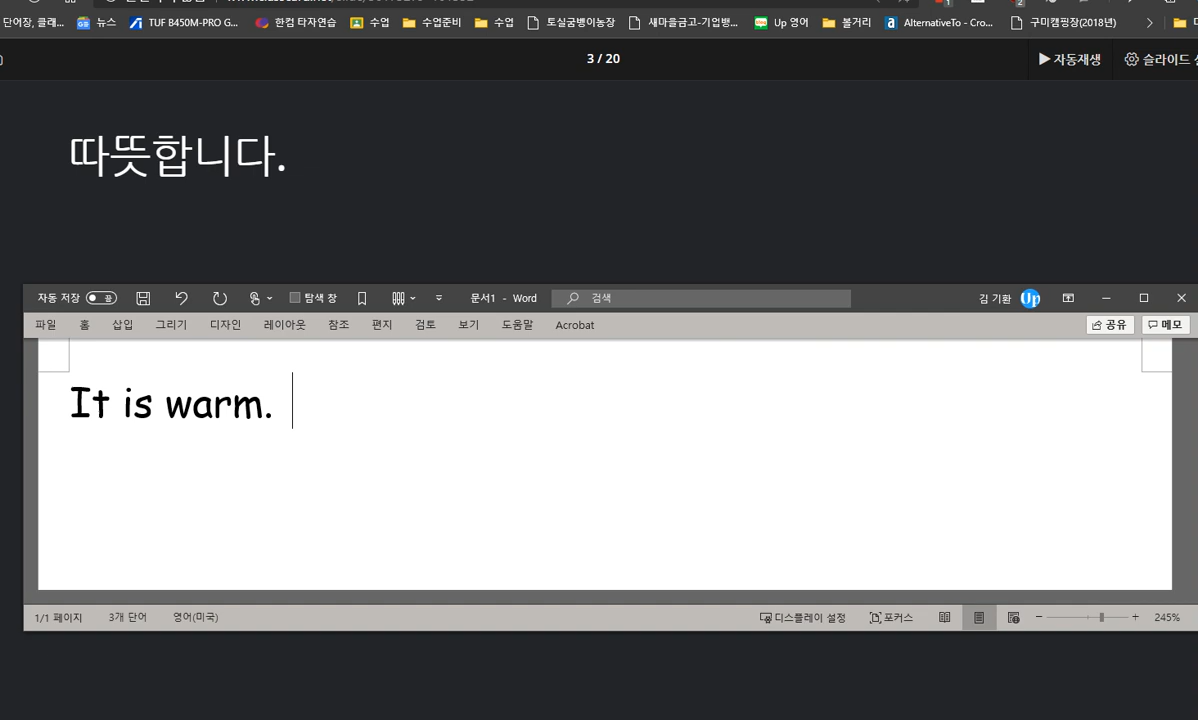 단어장, 클래... 뉴스 TUF B450M-PRO G... 한컴 타자연습 수업 수업준비 수업 토실굼벵이농장 새마을금고-기업뱅... Up 영어 볼거리 AlternativeTo - Cro... 구미캠핑장(2018년)
3 / 20 자동재생 슬라이드
따뜻합니다.
자동 저장 끔 탐색 창 문서1 - Word 검색 김 기환 Up
파일 홈 삽입 그리기 디자인 레이아웃 참조 편지 검토 보기 도움말 Acrobat 공유 메모
It is warm.
1/1 페이지 3개 단어 영어(미국) 디스플레이 설정 포커스 245%